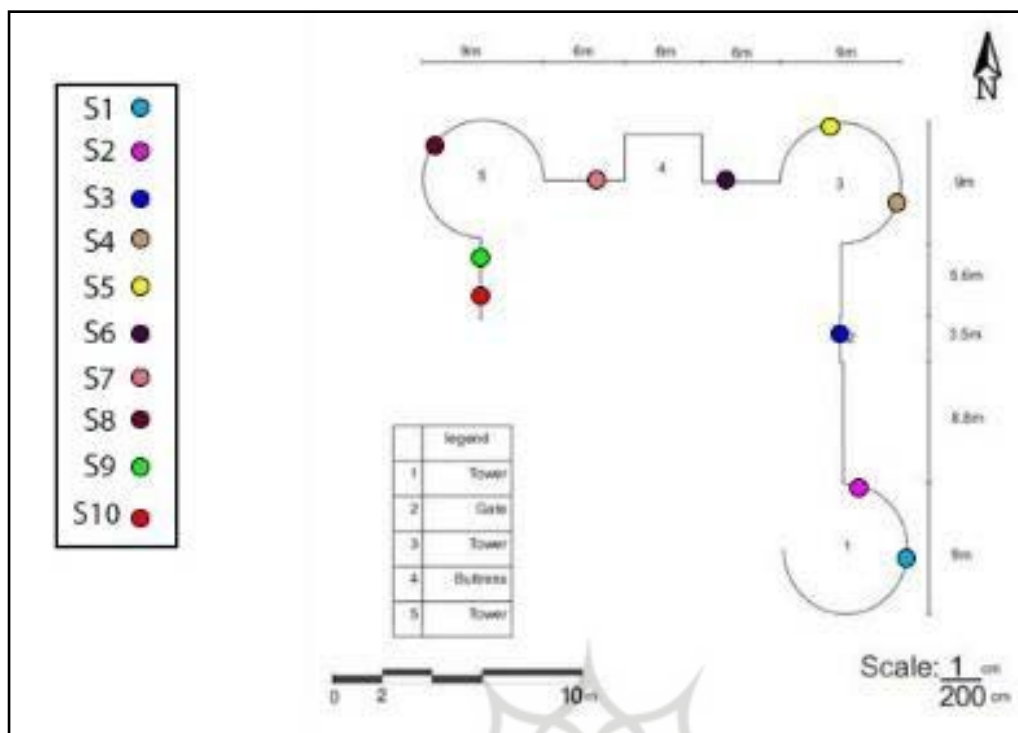 9m 6m 6m 6m 9m
N
S1
S2
S3
S4
S5
S6
S7
S8
S9
S10
5
4
3
9m
5.6m
3.5m
2
8.8m
1
9m
legend
1 Tower
2 Gate
3 Tower
4 Buttress
5 Tower
0 2 10m
Scale: 1 cm
200 cm